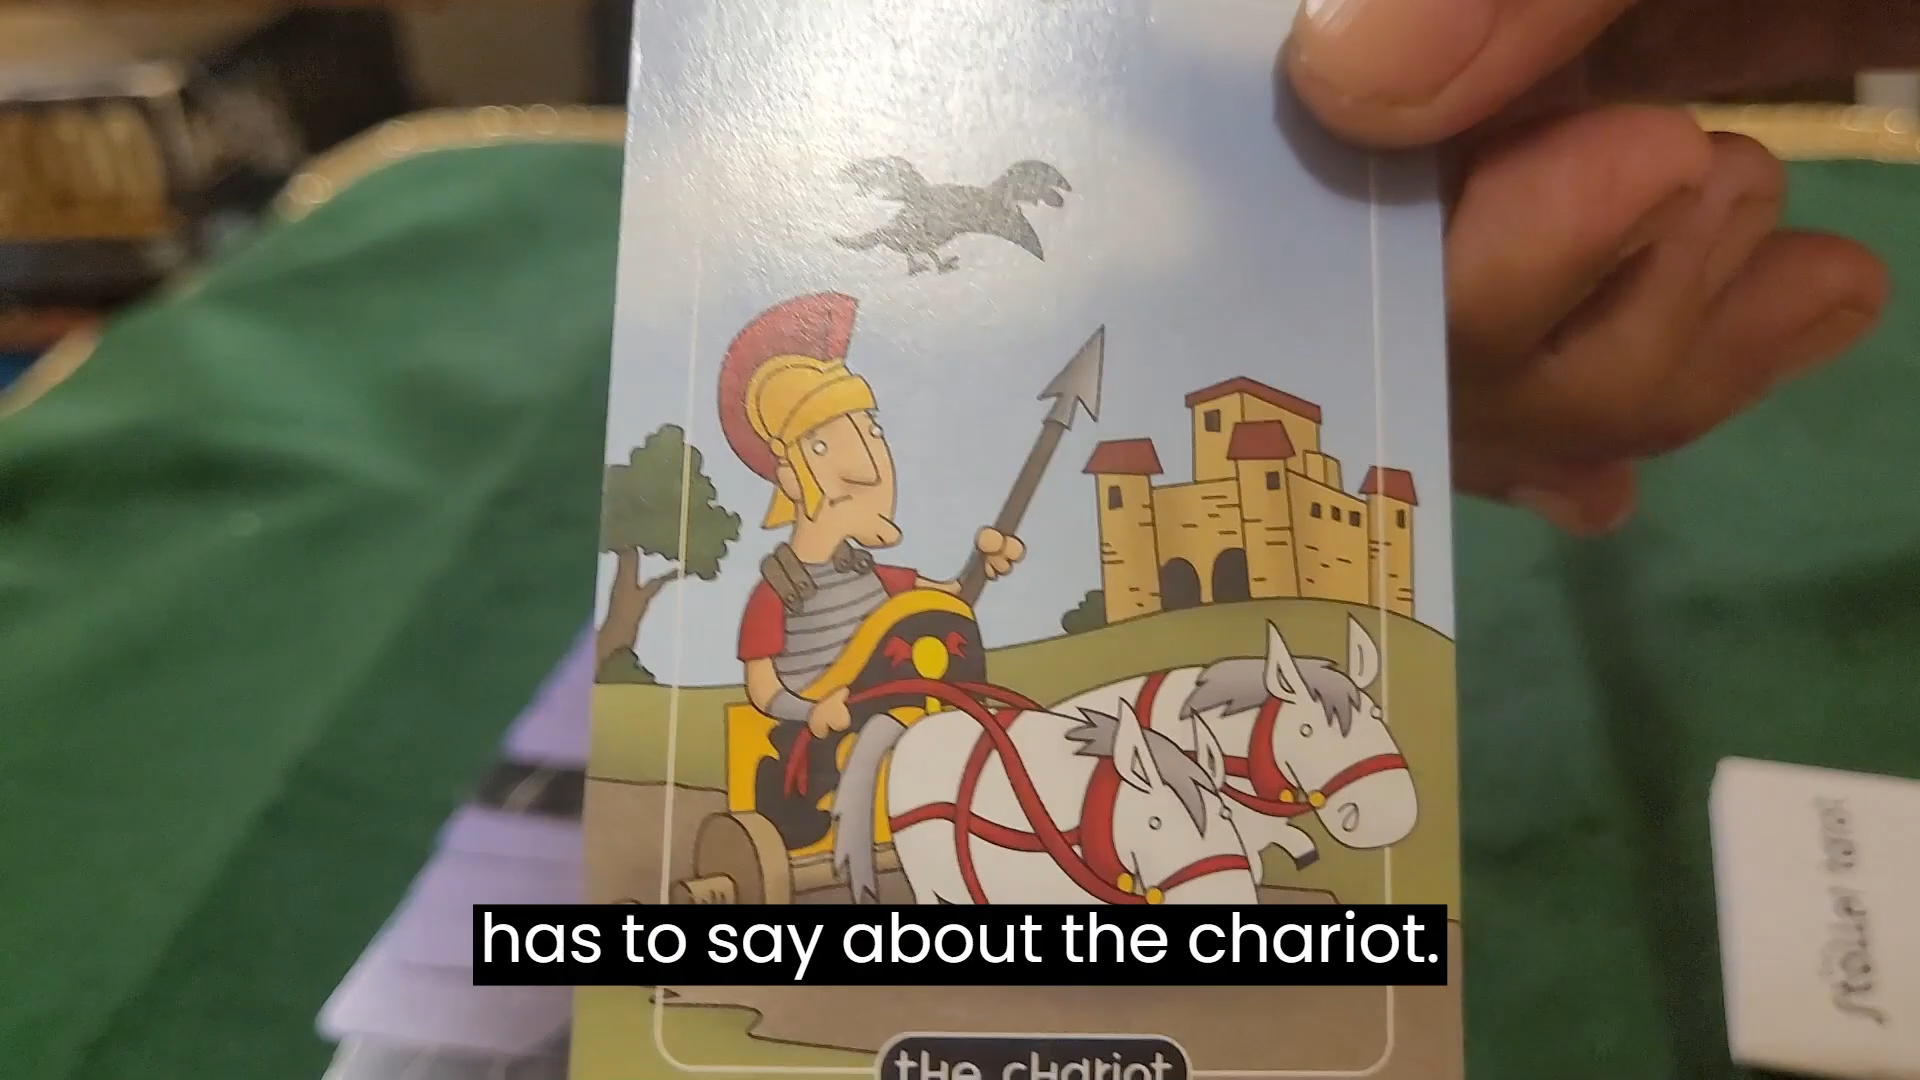 has to say about the chariot.
the chariot